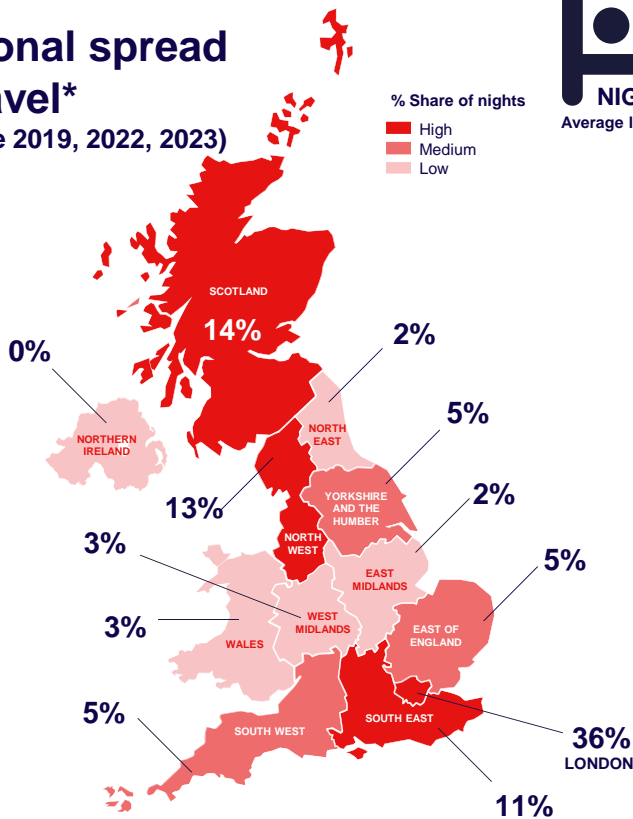 onal spread
avel*
e 2019, 2022, 2023)
% Share of nights
High
Medium
Low
NIG
Average I
SCOTLAND
14%
0%
2%
NORTHERN
IRELAND
NORTH
EAST
5%
13%
YORKSHIRE
AND THE
HUMBER
2%
3%
NORTH
WEST
EAST
MIDLANDS
5%
3%
WALES
WEST
MIDLANDS
EAST OF
ENGLAND
5%
SOUTH WEST
SOUTH EAST
36%
LONDON
11%